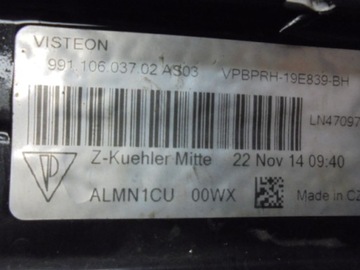 VISTEON
991.106.037.02 AS03 VPBPRH-19E839-BH
LN47097
Z-Kuehler Mitte 22 Nov 14 09:40
ALMN1CU 00WX Made in CZ